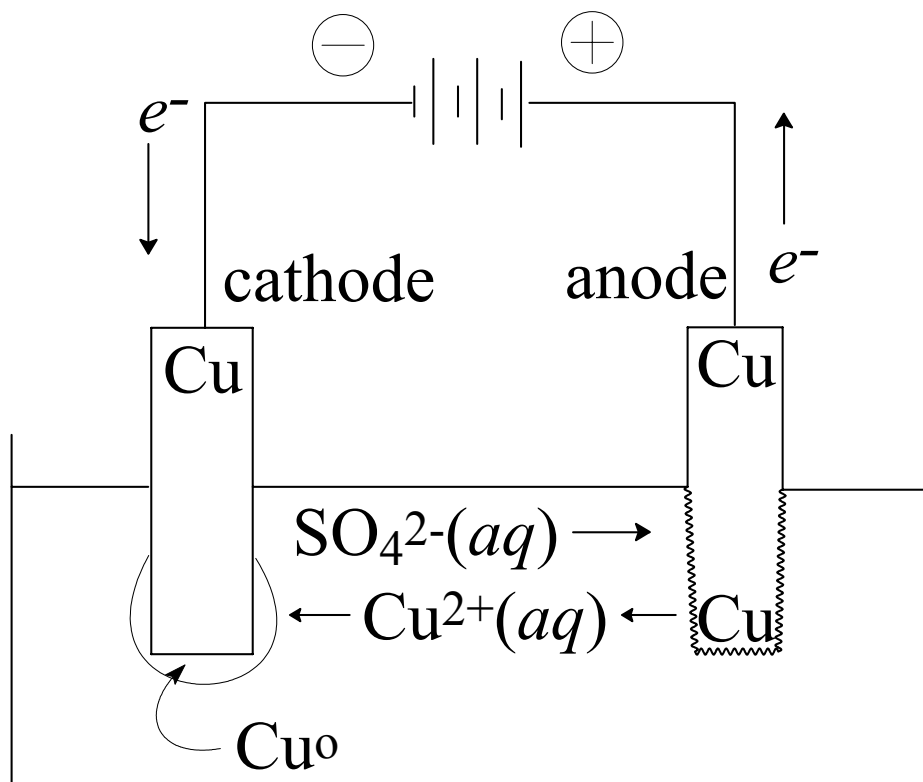 − +
e- e-
cathode anode
Cu Cu
SO₄²-(aq)
Cu²⁺(aq) Cu
Cuº